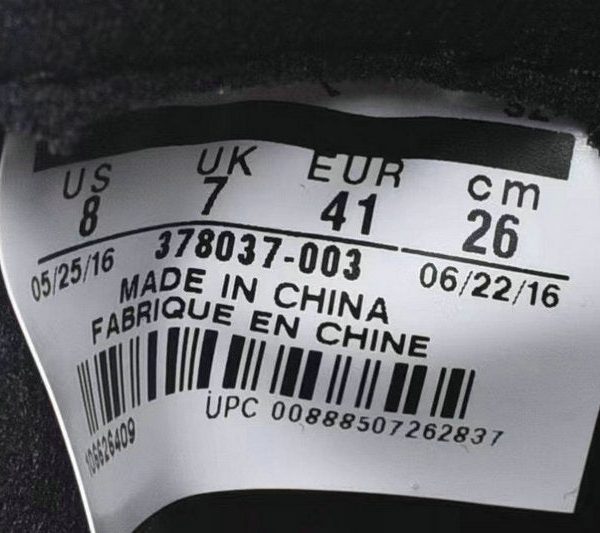 US UK EUR cm
8 7 41 26
05/25/16 378037-003 06/22/16
MADE IN CHINA
FABRIQUE EN CHINE
UPC 00888507262837
106626409